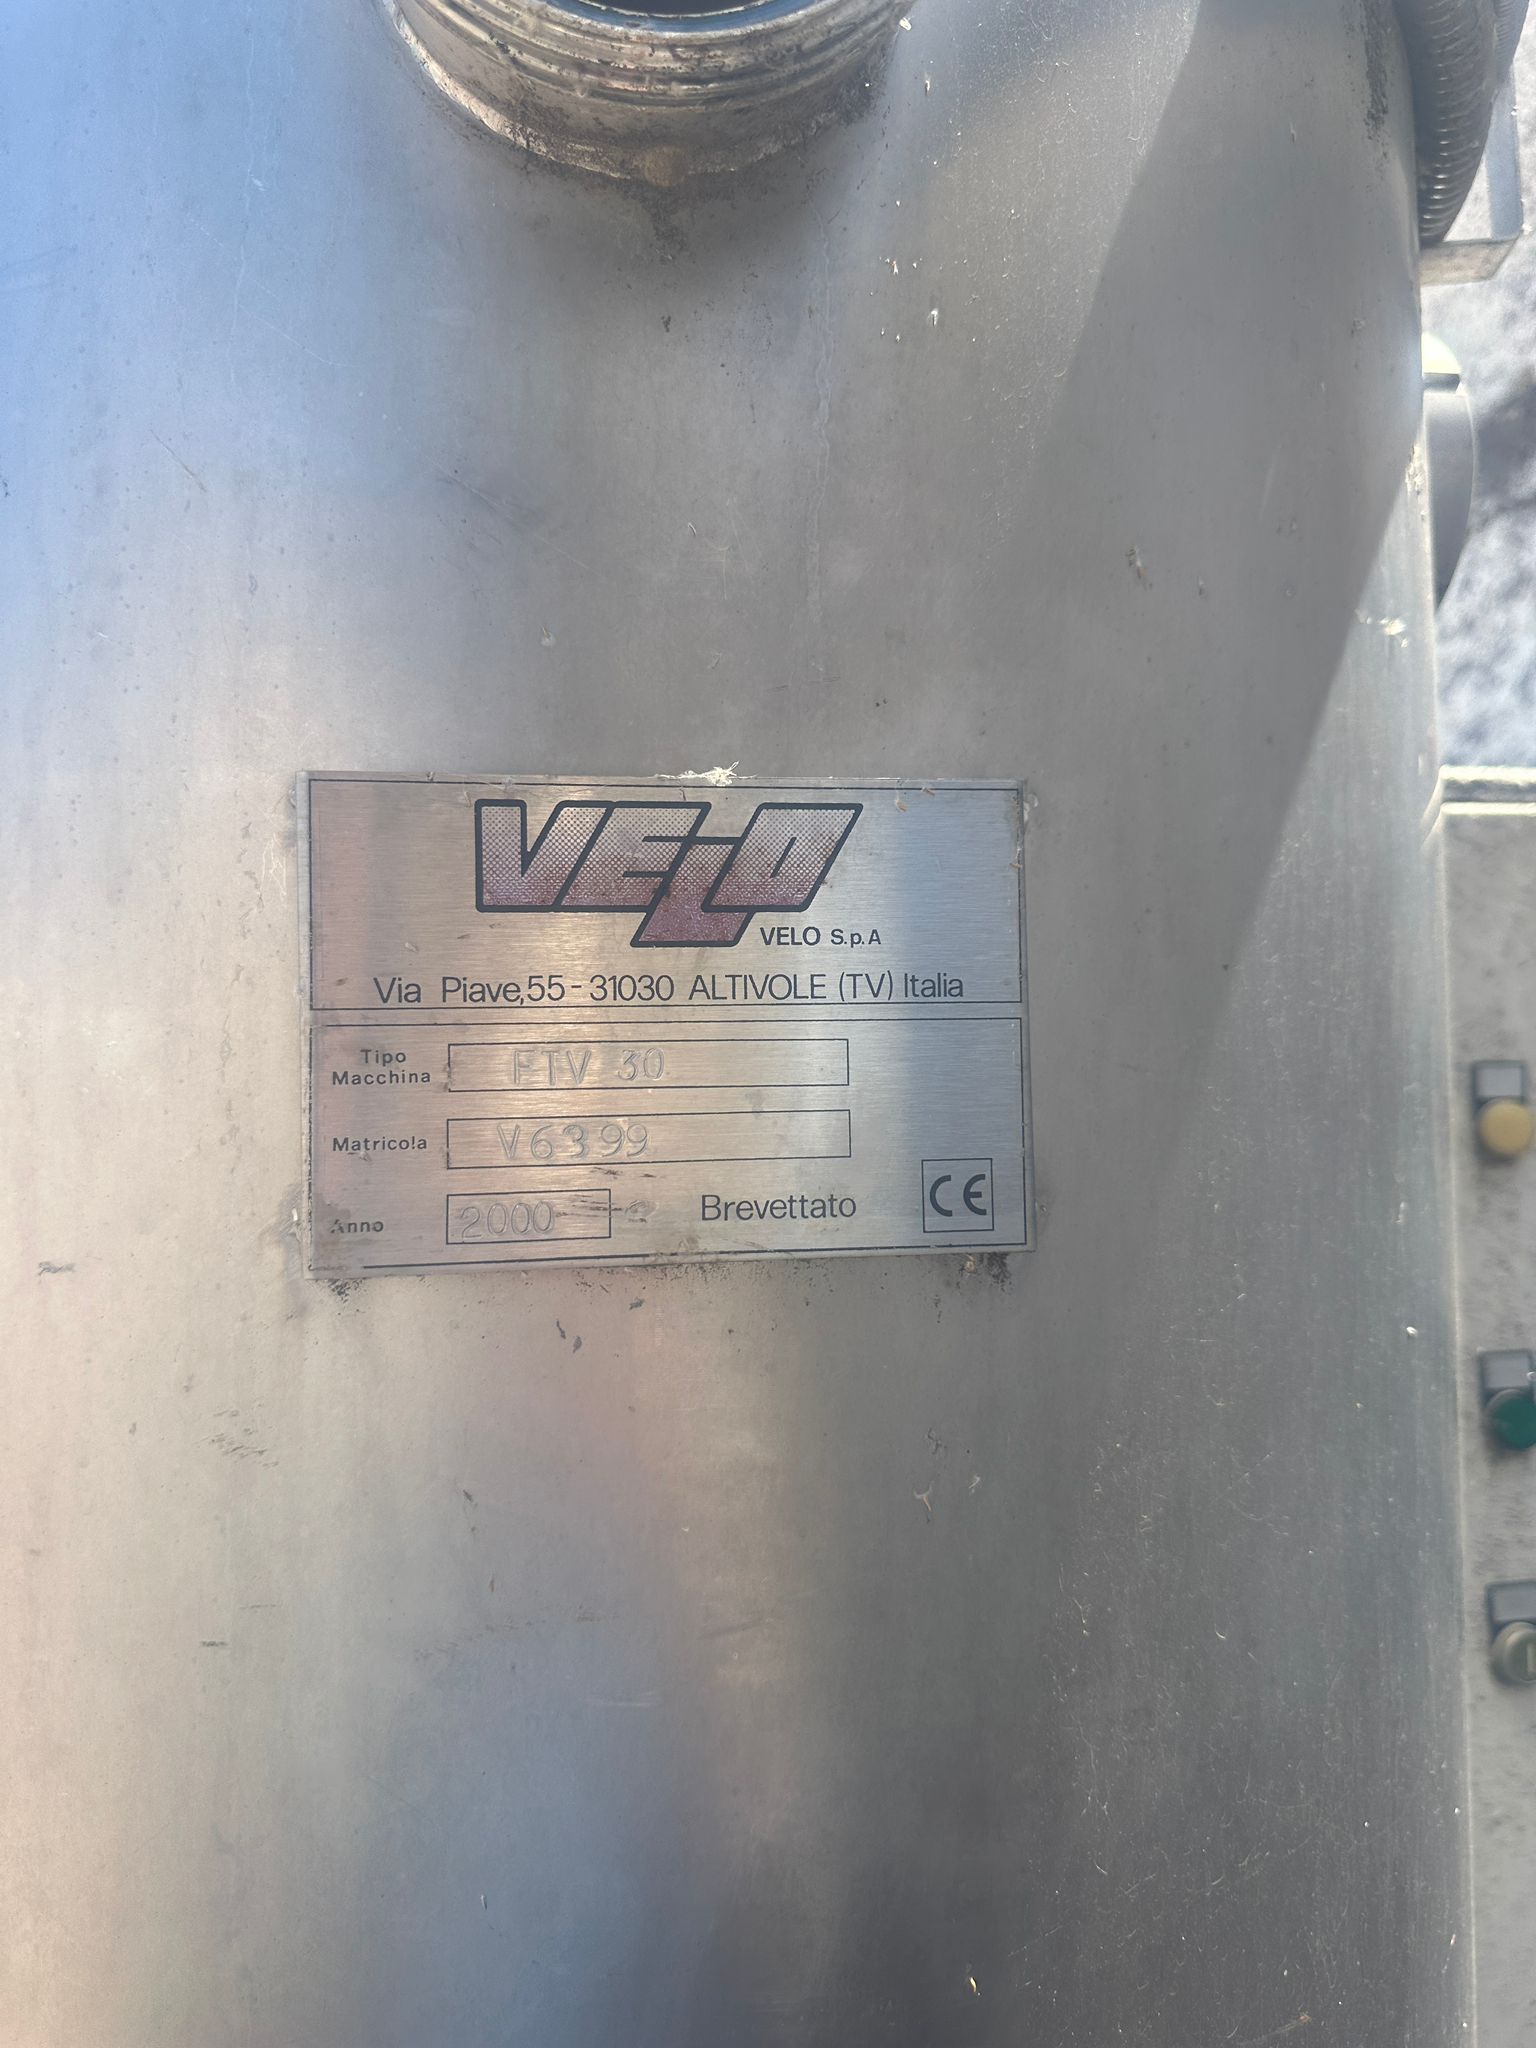 VELO
VELO S.p.A
Via Piave,55-31030 ALTIVOLE (TV) Italia
Tipo Macchina FTV 30
Matricola V6399
Anno 2000 Brevettato CE